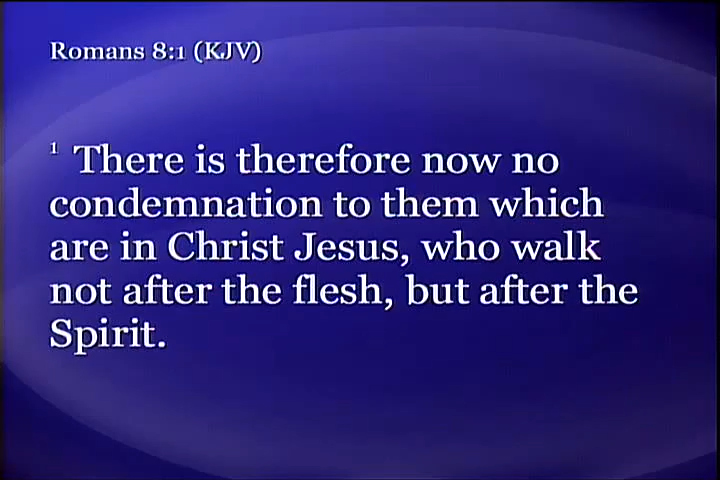 Romans 8:1 (KJV)
1 There is therefore now no
condemnation to them which
are in Christ Jesus, who walk
not after the flesh, but after the
Spirit.